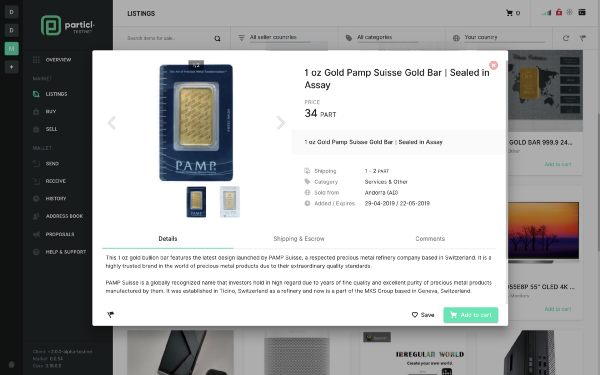 D
D
M
+
particl.
TESTNET
OVERVIEW
MARKET
LISTINGS
BUY
SELL
WALLET
SEND
RECEIVE
HISTORY
ADDRESS BOOK
PROPOSALS
HELP & SUPPORT
LISTINGS
0
Search items for sale...
All seller countries
All categories
Your country
1 oz Gold Pamp Suisse Gold Bar | Sealed in
Assay
PRICE
34 PART
1 oz Gold Pamp Suisse Gold Bar | Sealed in Assay
Shipping 1 - 2 PART
Category Services & Other
Sold from Andorra (AD)
Added / Expires 29-04-2019 / 22-05-2019
PAMP
Details
Shipping & Escrow
Comments
This 1 oz gold bullion bar features the latest design launched by PAMP Suisse, a respected precious metal refinery company based in Switzerland. It is a
highly trusted brand in the world of precious metal products due to their extraordinary quality standards.
PAMP Suisse is a globally recognized name that investors hold in high regard due to years of fine quality and excellent purity of precious metal products
manufactured by them. It was established in Ticino, Switzerland as a refinery and now is a part of the MKS Group based in Geneva, Switzerland.
Save
Add to cart
GOLD BAR 999.9 24...
Add to cart
055EBP 55" OLED 4K ...
Monitors
Add to cart
IRREGULAR WORLD
Create your own world.